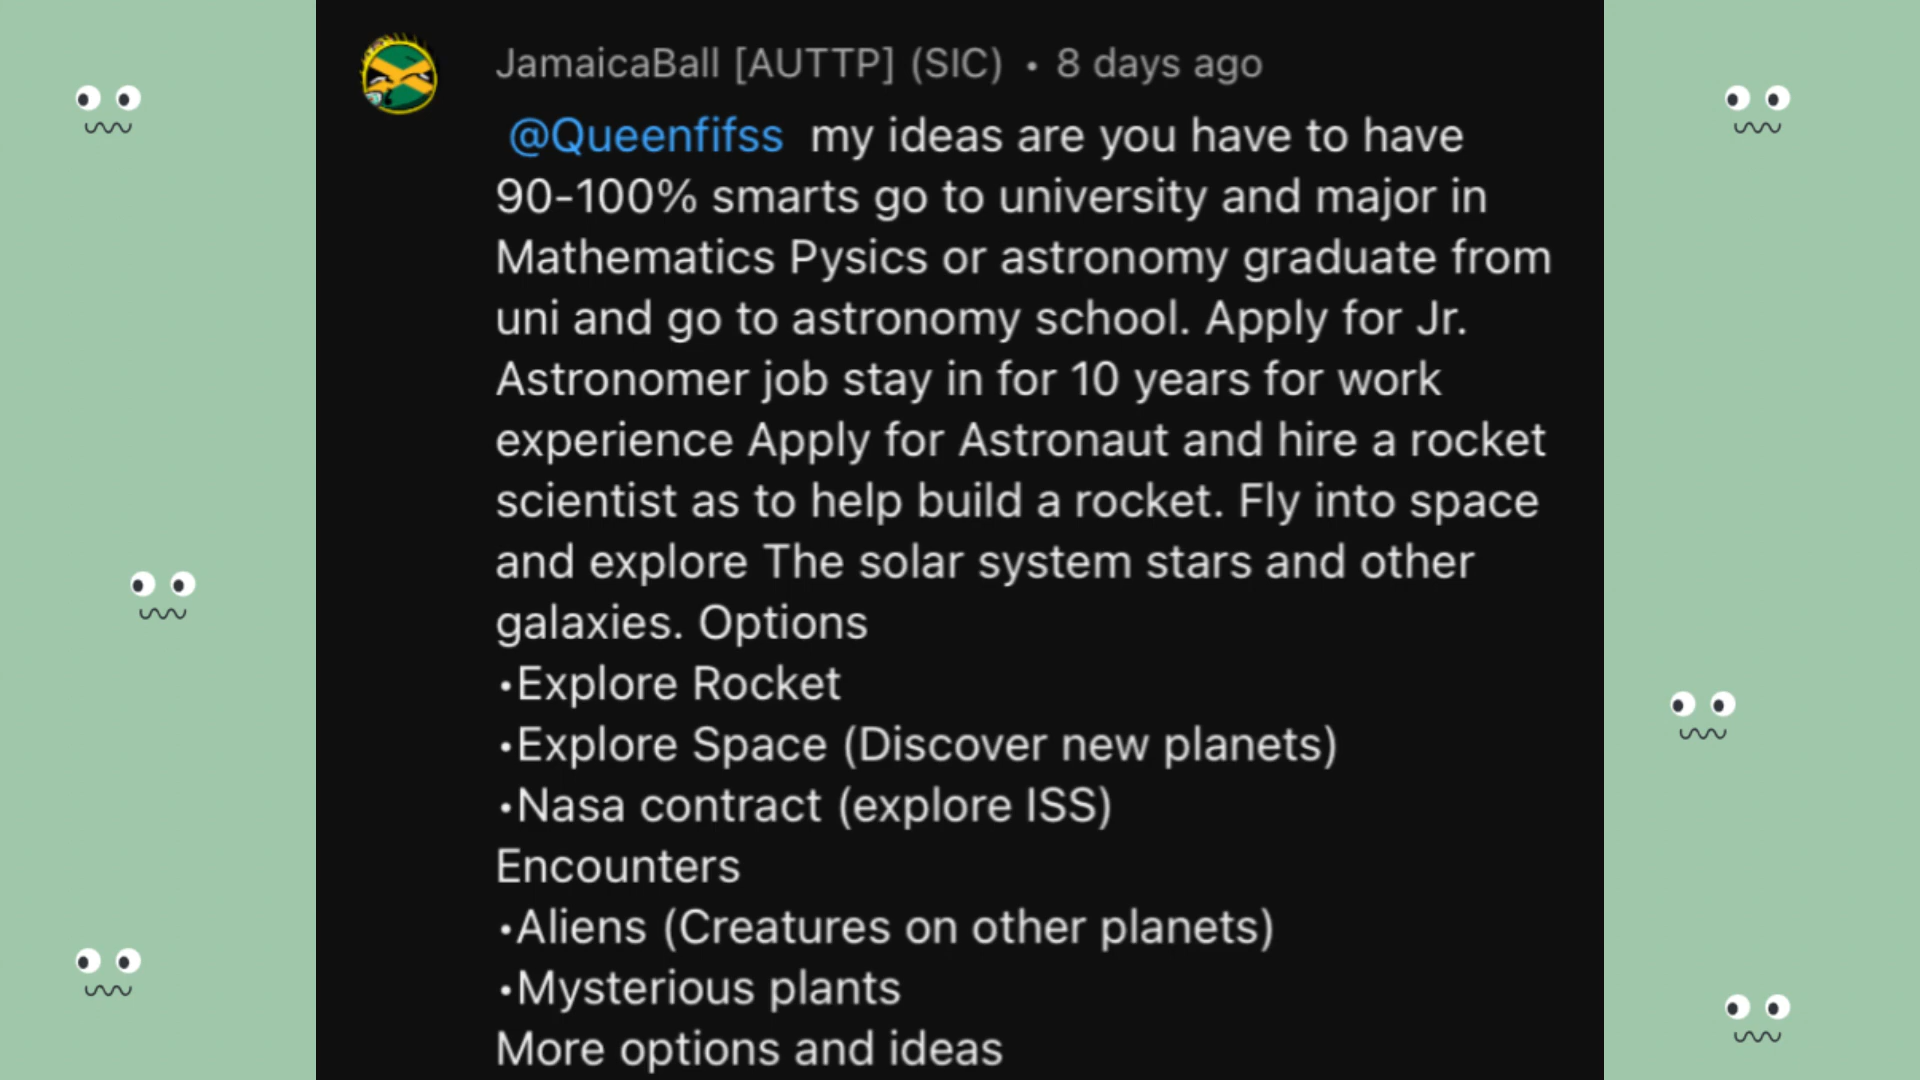 JamaicaBall [AUTTP] (SIC) • 8 days ago
@Queenfifss my ideas are you have to have
90-100% smarts go to university and major in
Mathematics Pysics or astronomy graduate from
uni and go to astronomy school. Apply for Jr.
Astronomer job stay in for 10 years for work
experience Apply for Astronaut and hire a rocket
scientist as to help build a rocket. Fly into space
and explore The solar system stars and other
galaxies. Options
•Explore Rocket
•Explore Space (Discover new planets)
•Nasa contract (explore ISS)
Encounters
•Aliens (Creatures on other planets)
•Mysterious plants
More options and ideas